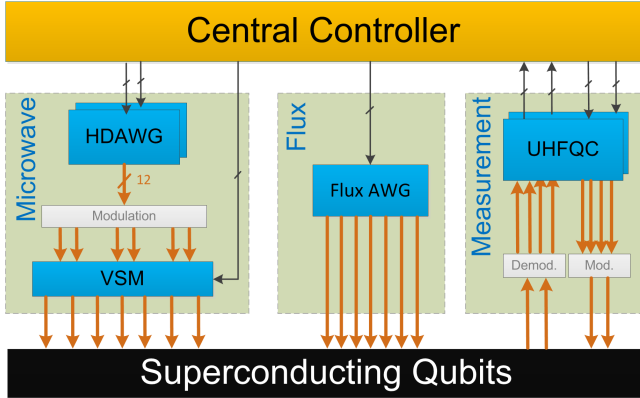 Central Controller
Microwave
HDAWG
12
Modulation
VSM
Flux
Flux AWG
Measurement
UHFQC
Demod.
Mod.
Superconducting Qubits